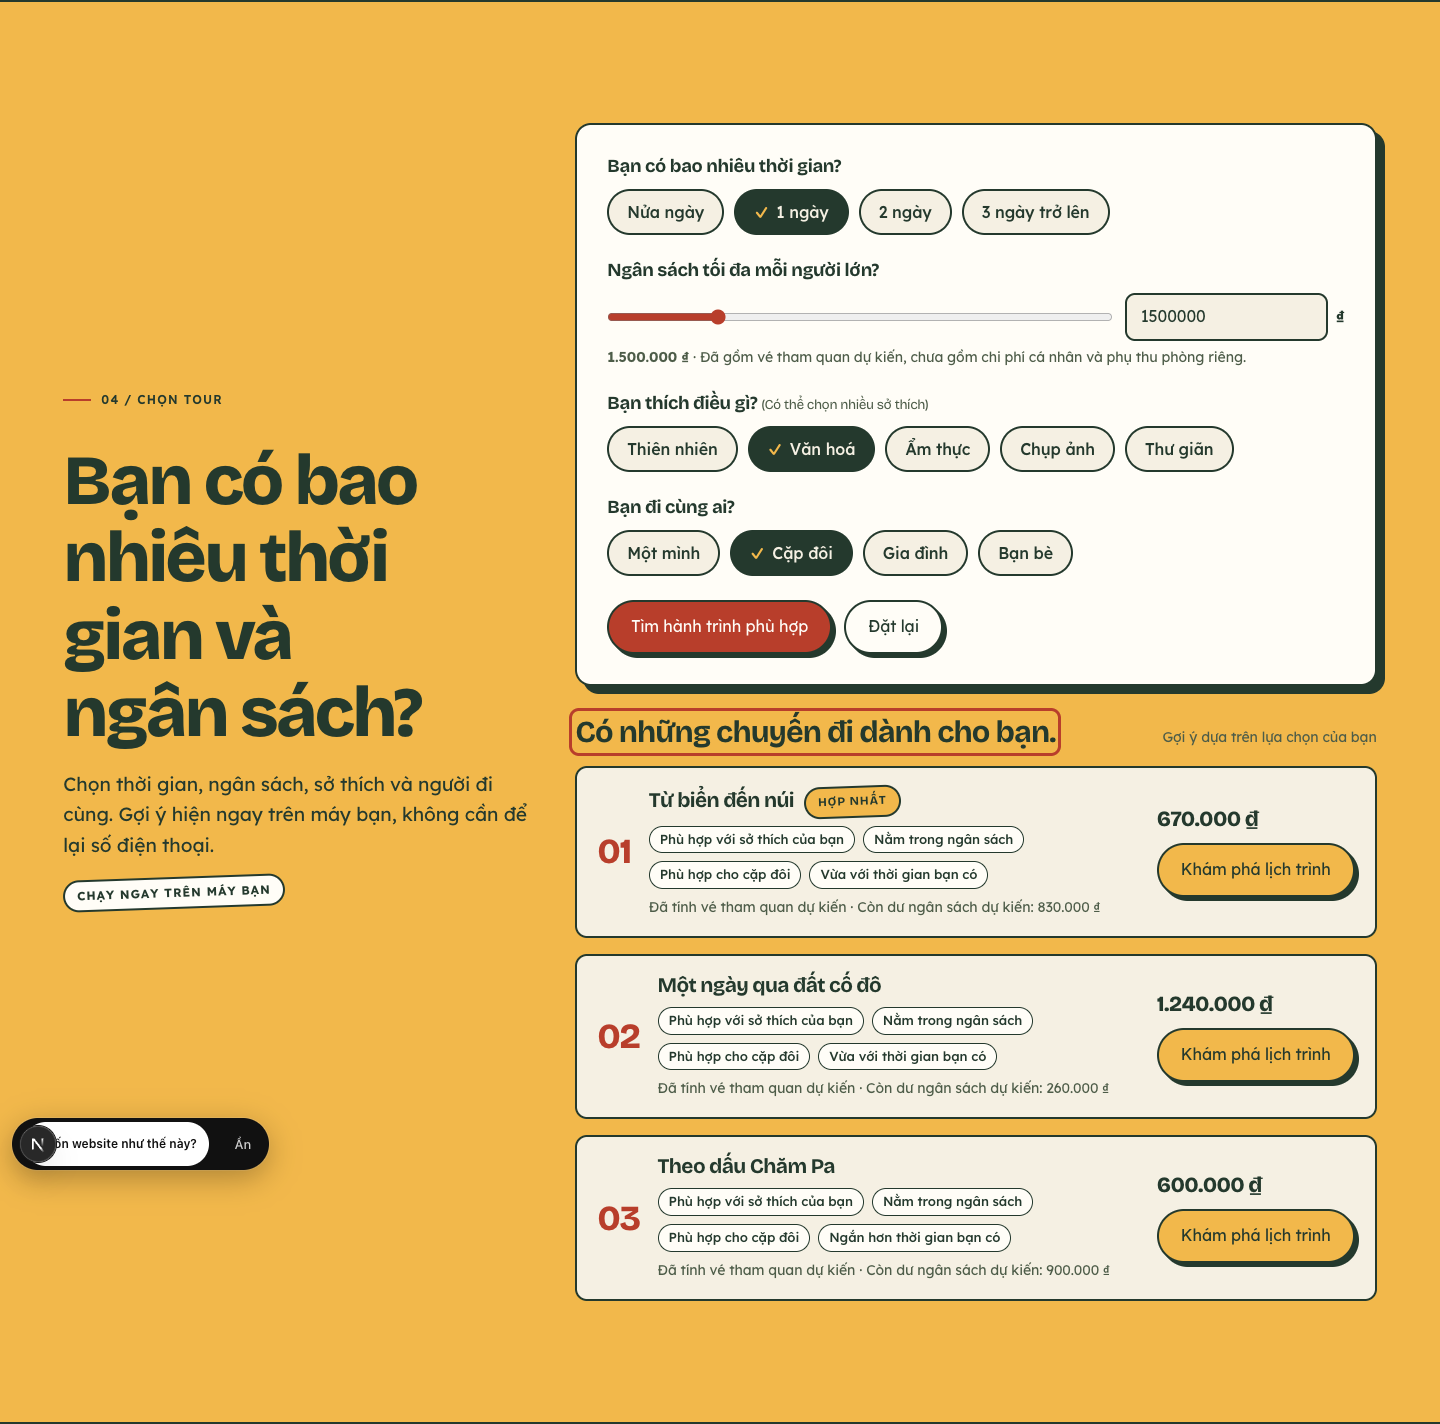 04 / CHỌN TOUR
Bạn có bao
nhiêu thời
gian và
ngân sách?
Chọn thời gian, ngân sách, sở thích và người đi
cùng. Gợi ý hiện ngay trên máy bạn, không cần để
lại số điện thoại.
CHẠY NGAY TRÊN MÁY BẠN
Bạn có bao nhiêu thời gian?
Nửa ngày ✓ 1 ngày 2 ngày 3 ngày trở lên
Ngân sách tối đa mỗi người lớn?
1500000 ₫
1.500.000 ₫ · Đã gồm vé tham quan dự kiến, chưa gồm chi phí cá nhân và phụ thu phòng riêng.
Bạn thích điều gì? (Có thể chọn nhiều sở thích)
Thiên nhiên ✓ Văn hoá Ẩm thực Chụp ảnh Thư giãn
Bạn đi cùng ai?
Một mình ✓ Cặp đôi Gia đình Bạn bè
Tìm hành trình phù hợp Đặt lại
Có những chuyến đi dành cho bạn. Gợi ý dựa trên lựa chọn của bạn
01
Từ biển đến núi HỢP NHẤT
Phù hợp với sở thích của bạn Nằm trong ngân sách
Phù hợp cho cặp đôi Vừa với thời gian bạn có
Đã tính vé tham quan dự kiến · Còn dư ngân sách dự kiến: 830.000 ₫
670.000 ₫
Khám phá lịch trình
02
Một ngày qua đất cố đô
Phù hợp với sở thích của bạn Nằm trong ngân sách
Phù hợp cho cặp đôi Vừa với thời gian bạn có
Đã tính vé tham quan dự kiến · Còn dư ngân sách dự kiến: 260.000 ₫
1.240.000 ₫
Khám phá lịch trình
03
Theo dấu Chăm Pa
Phù hợp với sở thích của bạn Nằm trong ngân sách
Phù hợp cho cặp đôi Ngắn hơn thời gian bạn có
Đã tính vé tham quan dự kiến · Còn dư ngân sách dự kiến: 900.000 ₫
600.000 ₫
Khám phá lịch trình
N website như thế này? Ẩn